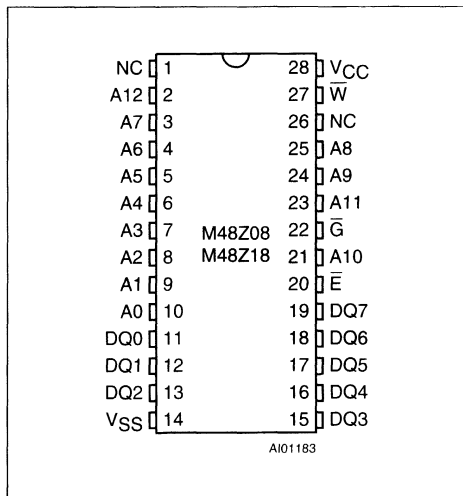 NC 1 28 VCC
A12 2 27 W̅
A7 3 26 NC
A6 4 25 A8
A5 5 24 A9
A4 6 23 A11
A3 7 M48Z08 22 G̅
A2 8 M48Z18 21 A10
A1 9 20 E̅
A0 10 19 DQ7
DQ0 11 18 DQ6
DQ1 12 17 DQ5
DQ2 13 16 DQ4
VSS 14 15 DQ3
AI01183